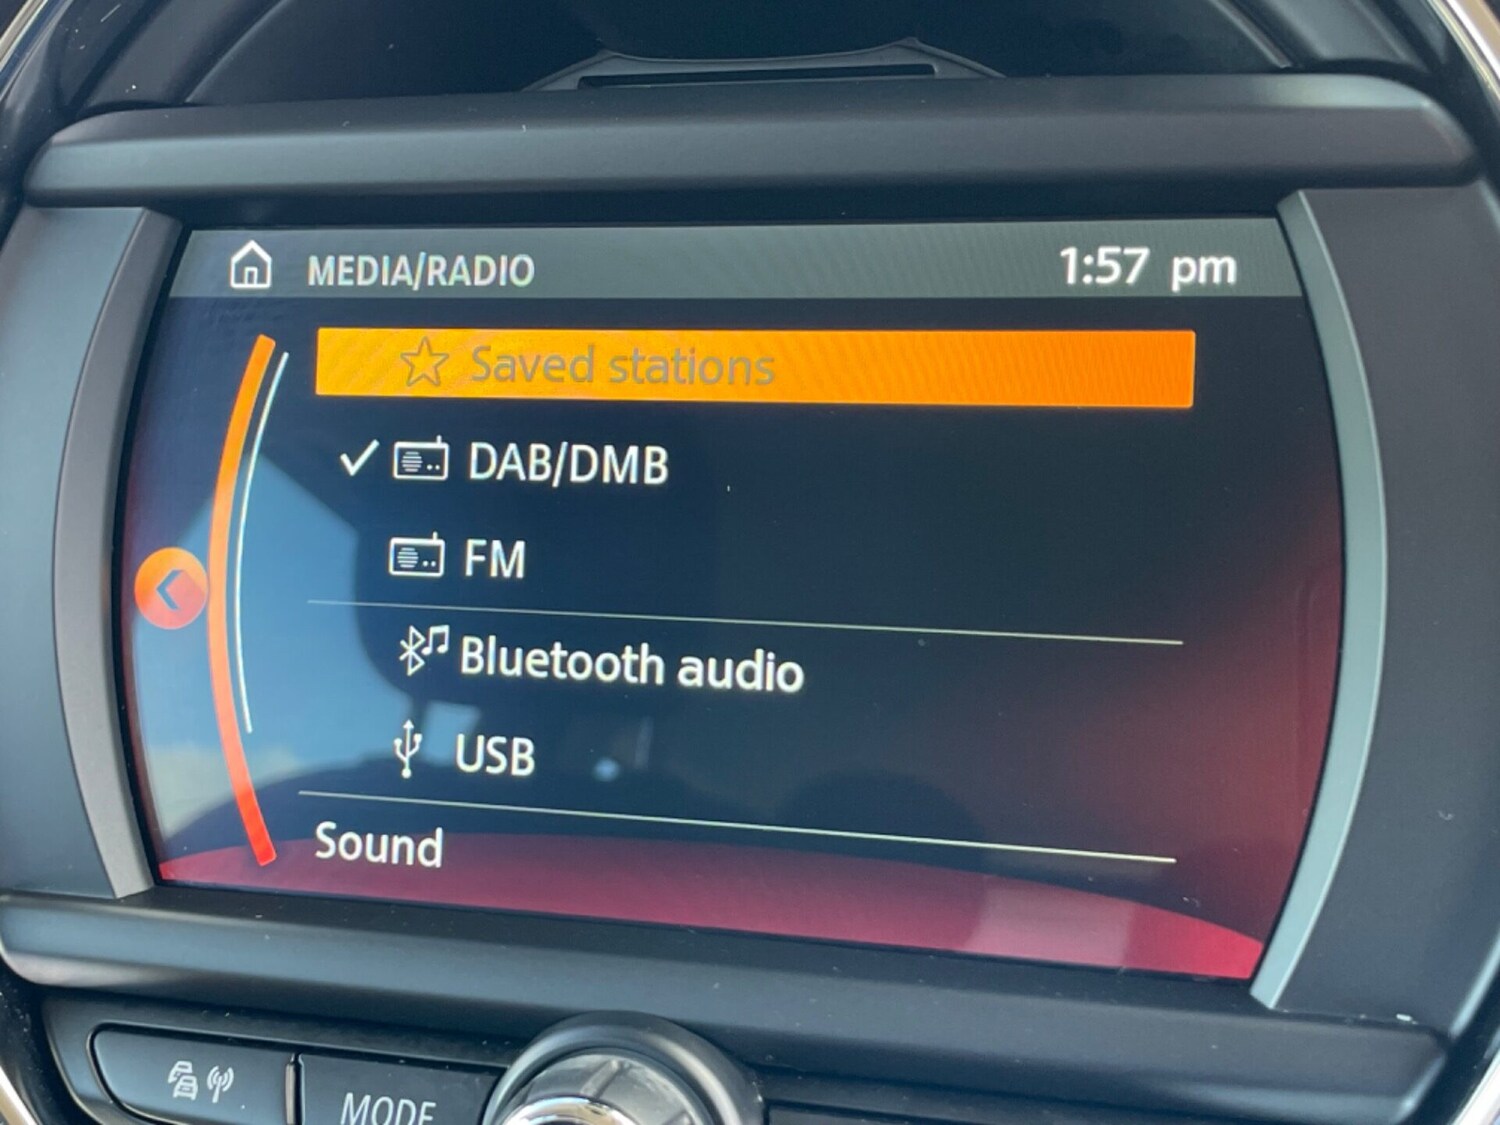 MEDIA/RADIO 1:57 pm
Saved stations
DAB/DMB
FM
Bluetooth audio
USB
Sound
MODE